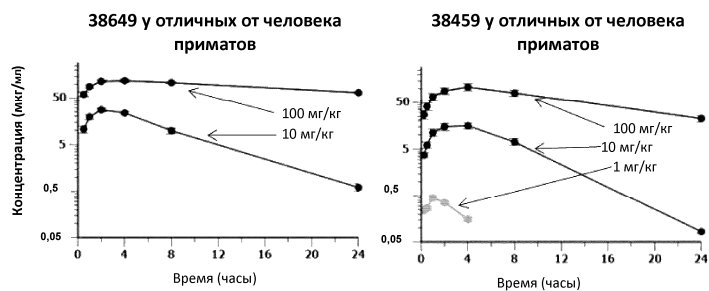 38649 у отличных от человека
приматов
Концентрация (мкг/мл)
50
5
0,5
0,05
100 мг/кг
10 мг/кг
0 4 8 12 16 20 24
Время (часы)
38459 у отличных от человека
приматов
50
5
0,5
0,05
100 мг/кг
10 мг/кг
1 мг/кг
0 4 8 12 16 20 24
Время (часы)